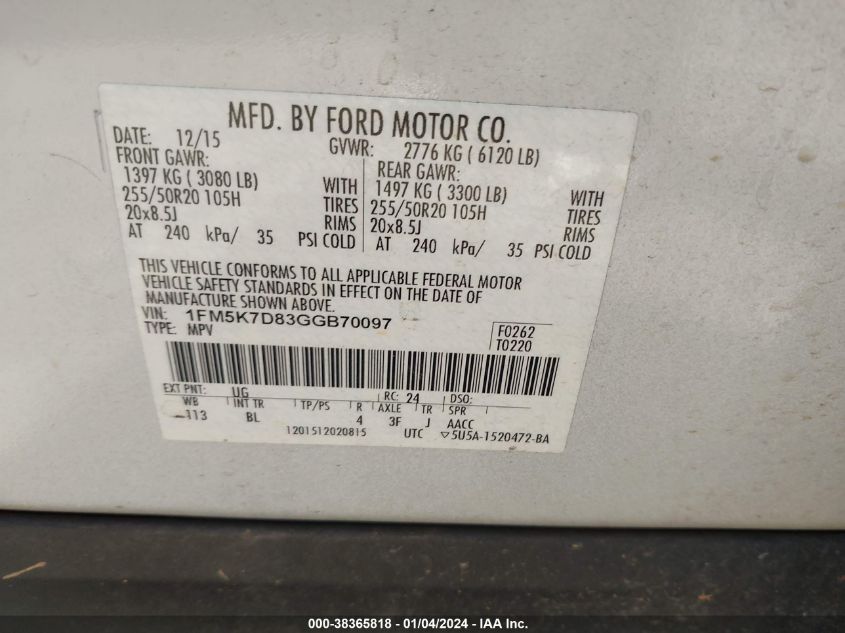 MFD. BY FORD MOTOR CO.
DATE: 12/15 GVWR: 2776 KG ( 6120 LB)
FRONT GAWR: REAR GAWR:
1397 KG ( 3080 LB) WITH 1497 KG ( 3300 LB) WITH
255/50R20 105H TIRES 255/50R20 105H TIRES
20x8.5J RIMS 20x8.5J RIMS
AT 240 kPa/ 35 PSI COLD AT 240 kPa/ 35 PSI COLD
THIS VEHICLE CONFORMS TO ALL APPLICABLE FEDERAL MOTOR
VEHICLE SAFETY STANDARDS IN EFFECT ON THE DATE OF
MANUFACTURE SHOWN ABOVE.
VIN: 1FM5K7D83GGB70097 F0262
TYPE: MPV T0220
EXT PNT: UG RC: 24 DSO:
WB INT TR TP/PS R AXLE TR SPR
113 BL 4 3F J AACC
1201512020815 UTC ▽5U5A-1520472-BA
000-38365818 - 01/04/2024 - IAA Inc.